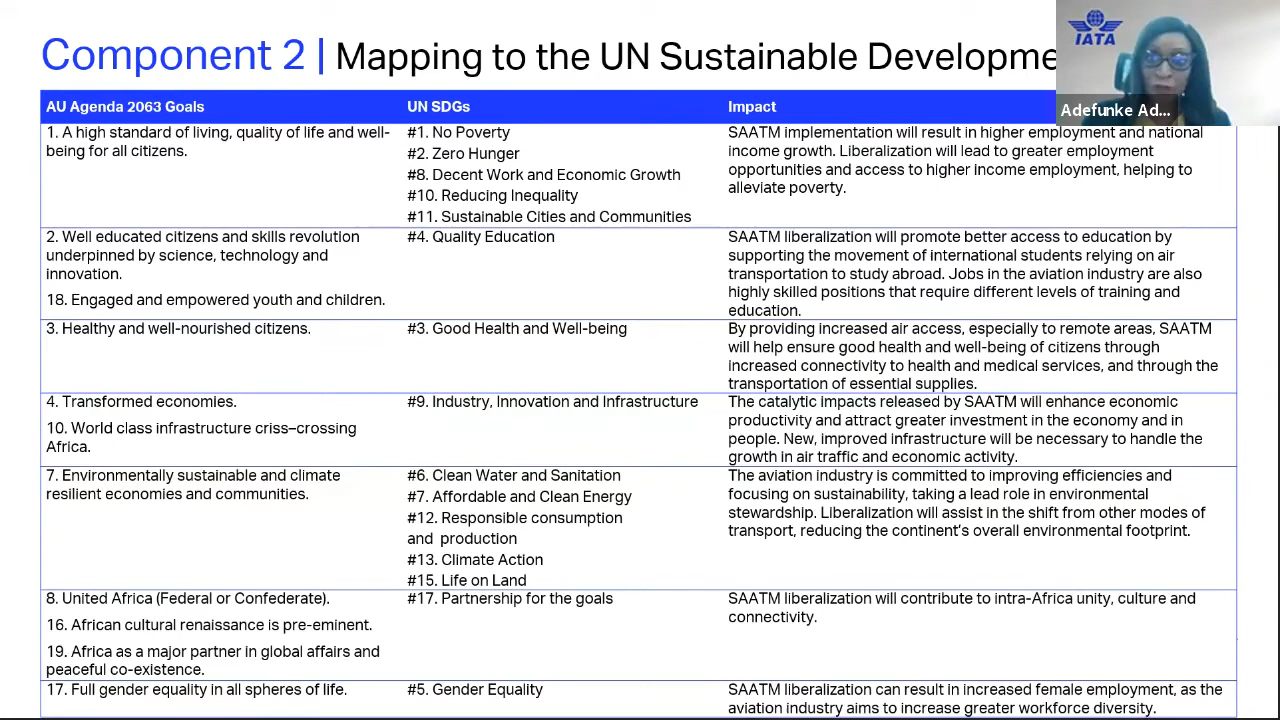 Component 2 | Mapping to the UN Sustainable Developme
IATA
Adefunke Ad...
AU Agenda 2063 Goals
UN SDGs
Impact
1. A high standard of living, quality of life and well-
being for all citizens.
#1. No Poverty
#2. Zero Hunger
#8. Decent Work and Economic Growth
#10. Reducing Inequality
#11. Sustainable Cities and Communities
SAATM implementation will result in higher employment and national
income growth. Liberalization will lead to greater employment
opportunities and access to higher income employment, helping to
alleviate poverty.
2. Well educated citizens and skills revolution
underpinned by science, technology and
innovation.
18. Engaged and empowered youth and children.
#4. Quality Education
SAATM liberalization will promote better access to education by
supporting the movement of international students relying on air
transportation to study abroad. Jobs in the aviation industry are also
highly skilled positions that require different levels of training and
education.
3. Healthy and well-nourished citizens.
#3. Good Health and Well-being
By providing increased air access, especially to remote areas, SAATM
will help ensure good health and well-being of citizens through
increased connectivity to health and medical services, and through the
transportation of essential supplies.
4. Transformed economies.
10. World class infrastructure criss–crossing
Africa.
#9. Industry, Innovation and Infrastructure
The catalytic impacts released by SAATM will enhance economic
productivity and attract greater investment in the economy and in
people. New, improved infrastructure will be necessary to handle the
growth in air traffic and economic activity.
7. Environmentally sustainable and climate
resilient economies and communities.
#6. Clean Water and Sanitation
#7. Affordable and Clean Energy
#12. Responsible consumption
and production
#13. Climate Action
#15. Life on Land
The aviation industry is committed to improving efficiencies and
focusing on sustainability, taking a lead role in environmental
stewardship. Liberalization will assist in the shift from other modes of
transport, reducing the continent's overall environmental footprint.
8. United Africa (Federal or Confederate).
16. African cultural renaissance is pre-eminent.
19. Africa as a major partner in global affairs and
peaceful co-existence.
#17. Partnership for the goals
SAATM liberalization will contribute to intra-Africa unity, culture and
connectivity.
17. Full gender equality in all spheres of life.
#5. Gender Equality
SAATM liberalization can result in increased female employment, as the
aviation industry aims to increase greater workforce diversity.